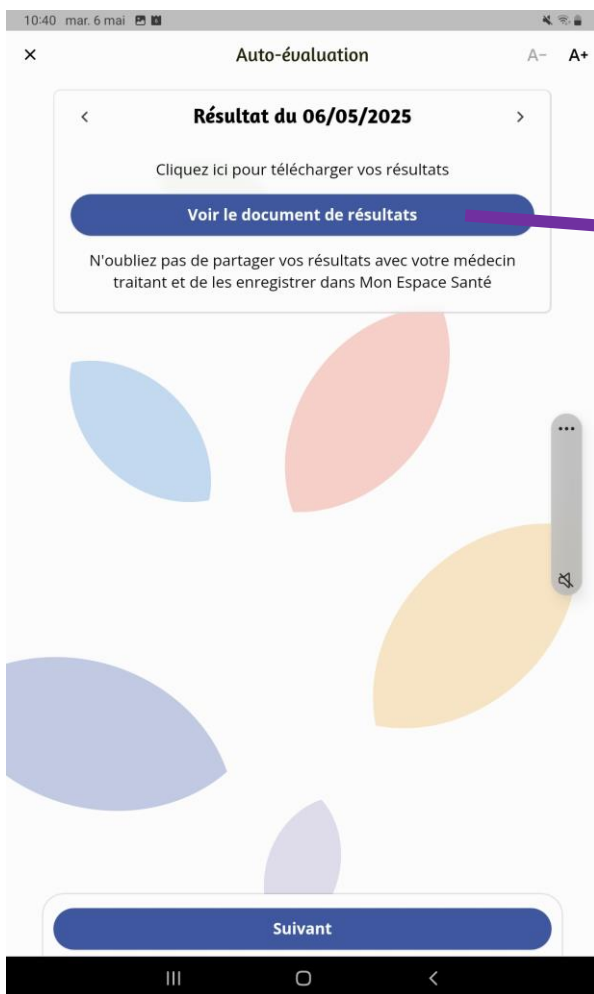 10:40 mar. 6 mai
Auto-évaluation
A- A+
Résultat du 06/05/2025
Cliquez ici pour télécharger vos résultats
Voir le document de résultats
N'oubliez pas de partager vos résultats avec votre médecin
traitant et de les enregistrer dans Mon Espace Santé
Suivant